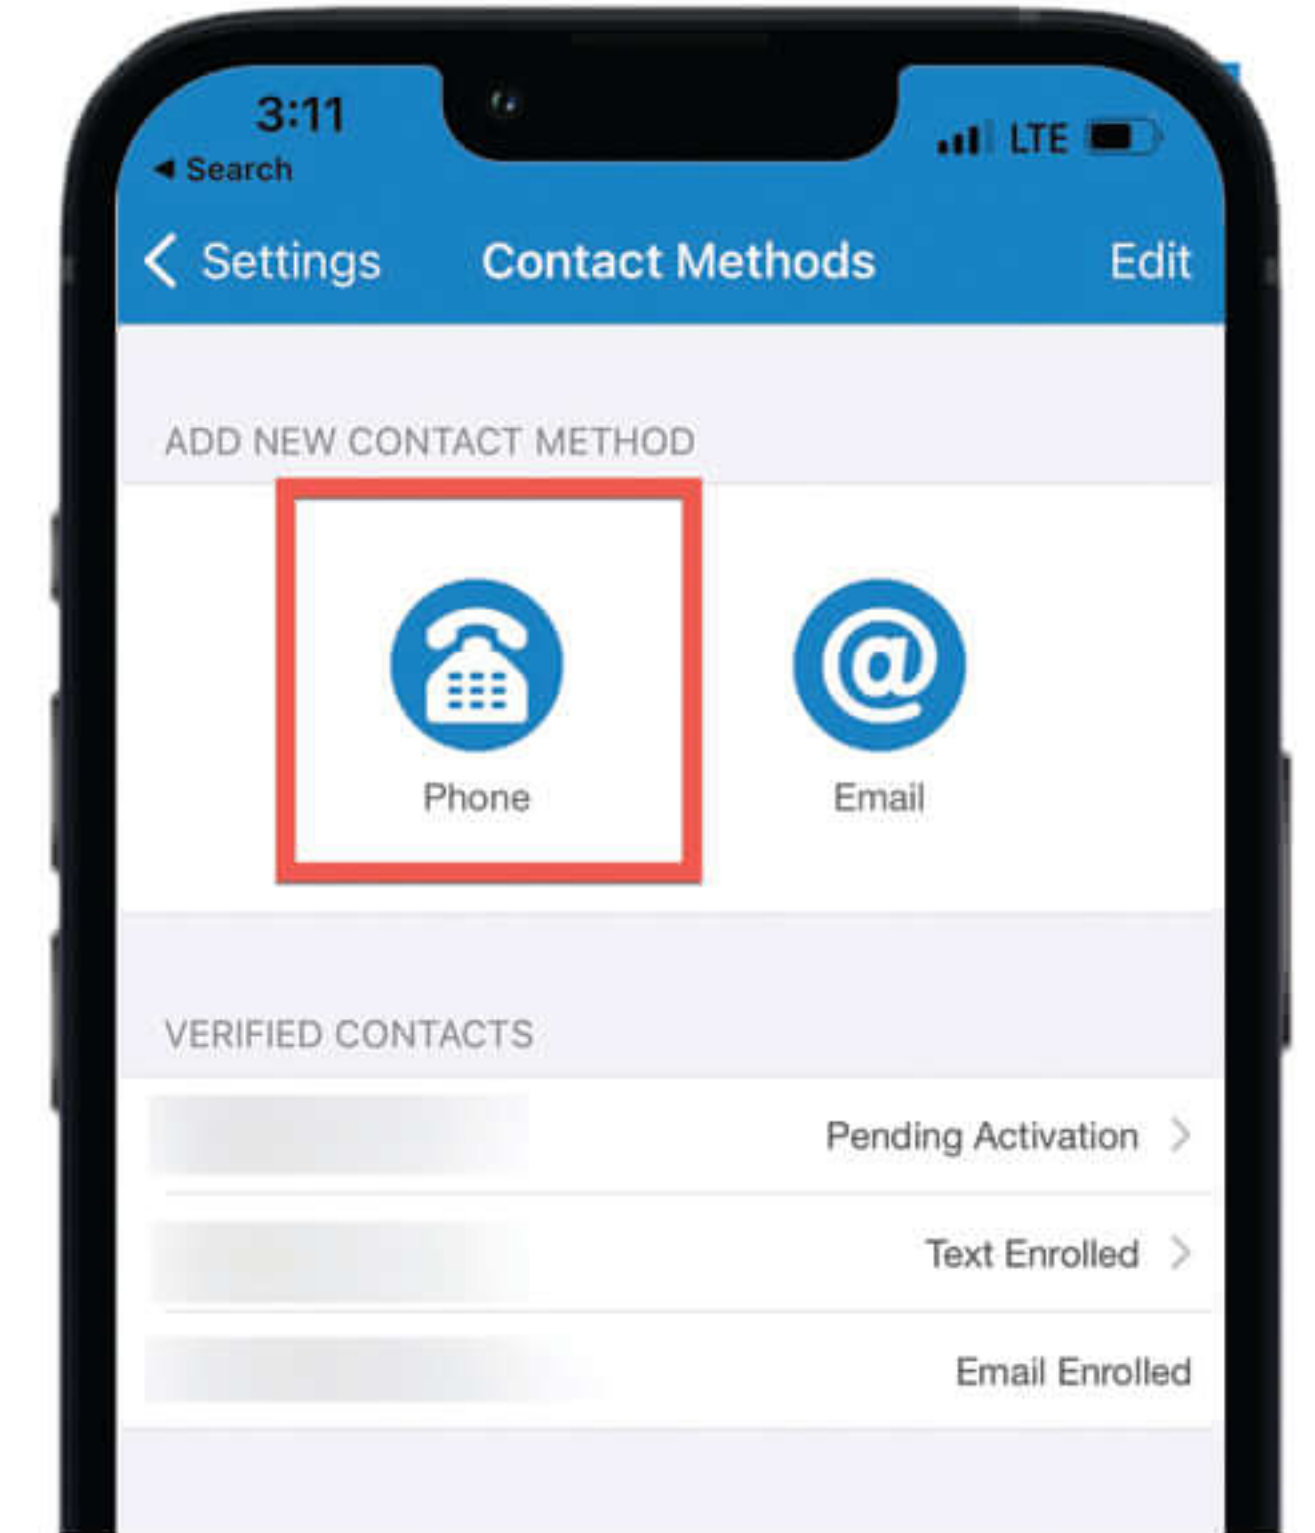 3:11
LTE
Search
Settings
Contact Methods
Edit
ADD NEW CONTACT METHOD
Phone
Email
VERIFIED CONTACTS
Pending Activation
Text Enrolled
Email Enrolled